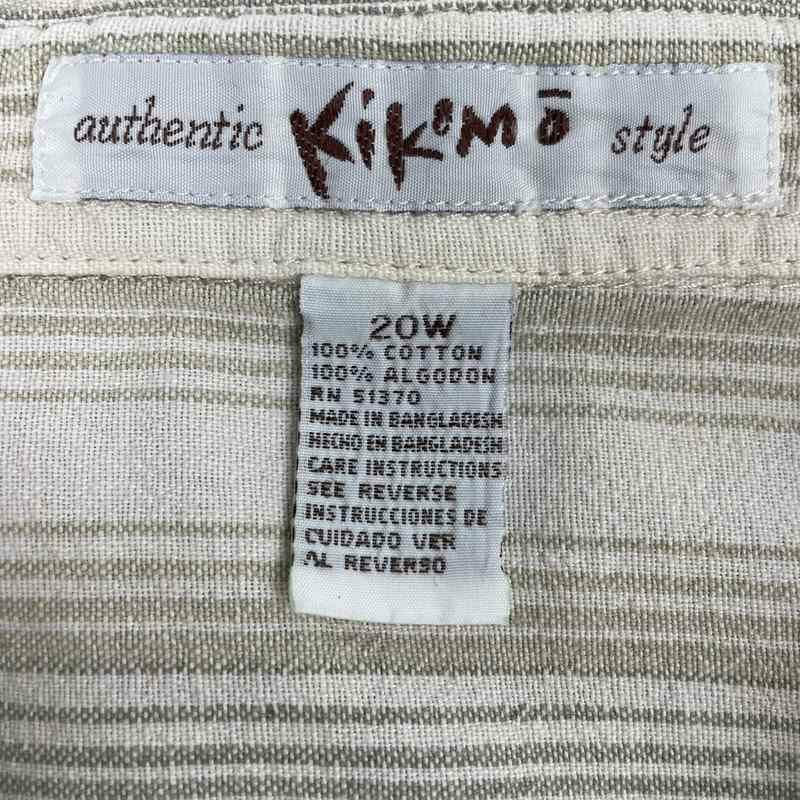 authentic KiKomō style
20W
100% COTTON
100% ALGODON
RN 51370
MADE IN BANGLADESH
HECHO EN BANGLADESH
CARE INSTRUCTIONS
SEE REVERSE
INSTRUCCIONES DE
CUIDADO VER
AL REVERSO